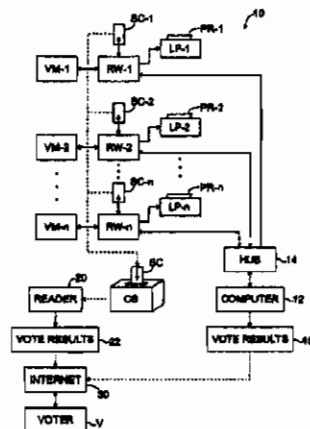 10
SC-1
PR-1
VM-1
RW-1
LP-1
SC-2
PR-2
VM-2
RW-2
LP-2
SC-n
PR-n
VM-n
RW-n
LP-n
SC
HUB
14
20
READER
CB
COMPUTER
12
VOTE RESULTS
22
VOTE RESULTS
INTERNET
30
VOTER
V